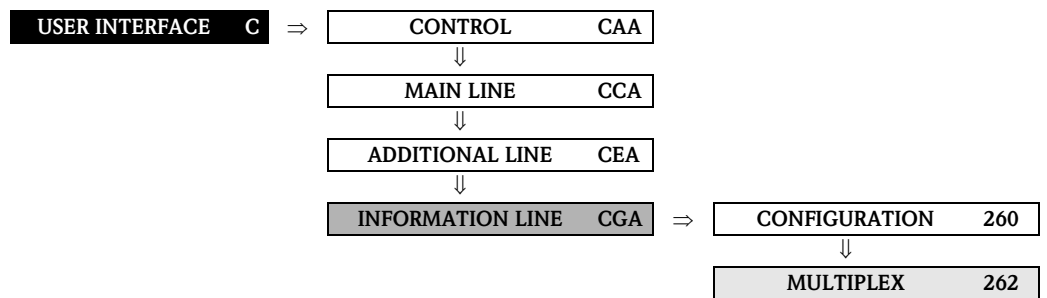 USER INTERFACE C ⇒ CONTROL CAA
⇓
MAIN LINE CCA
⇓
ADDITIONAL LINE CEA
⇓
INFORMATION LINE CGA ⇒ CONFIGURATION 260
⇓
MULTIPLEX 262